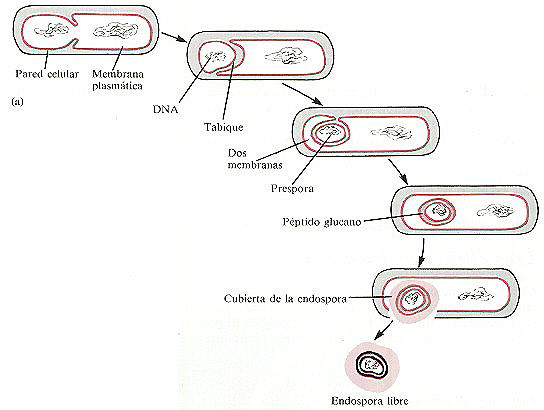 Pared celular
Membrana
plasmática
(a)
DNA
Tabique
Dos
membranas
Prespora
Péptido glucano
Cubierta de la endospora
Endospora libre